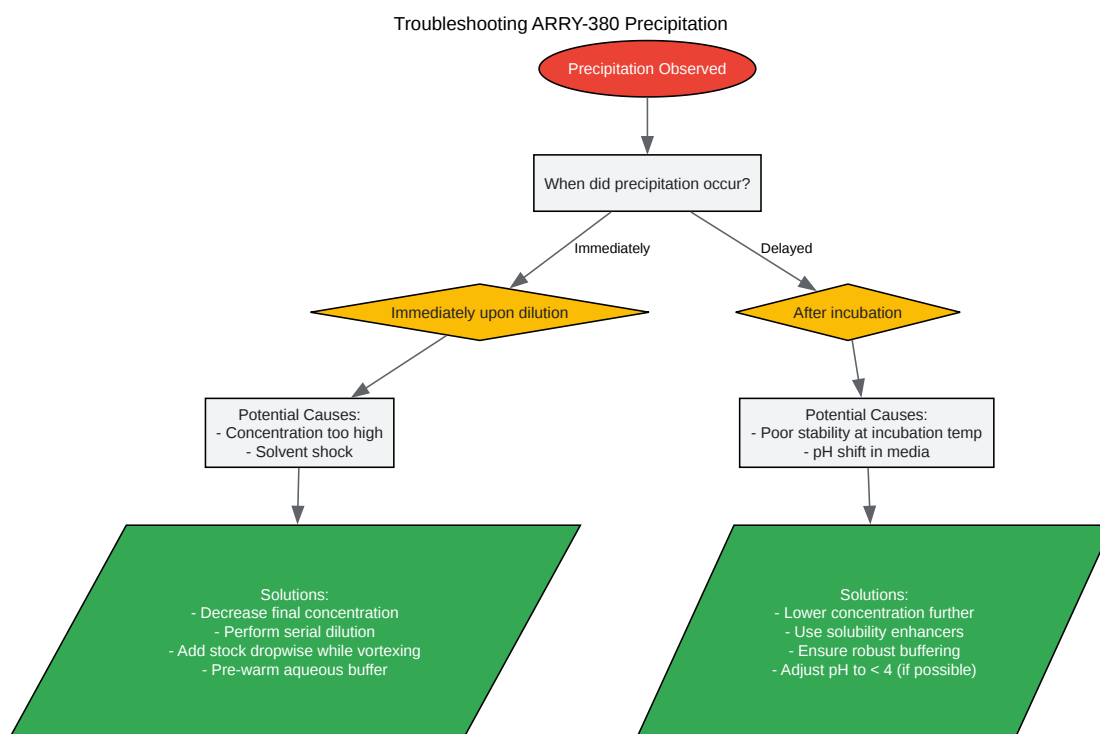 Troubleshooting ARRY-380 Precipitation
Precipitation Observed
When did precipitation occur?
Immediately
Delayed
Immediately upon dilution
After incubation
Potential Causes:
- Concentration too high
- Solvent shock
Potential Causes:
- Poor stability at incubation temp
- pH shift in media
Solutions:
- Decrease final concentration
- Perform serial dilution
- Add stock dropwise while vortexing
- Pre-warm aqueous buffer
Solutions:
- Lower concentration further
- Use solubility enhancers
- Ensure robust buffering
- Adjust pH to < 4 (if possible)